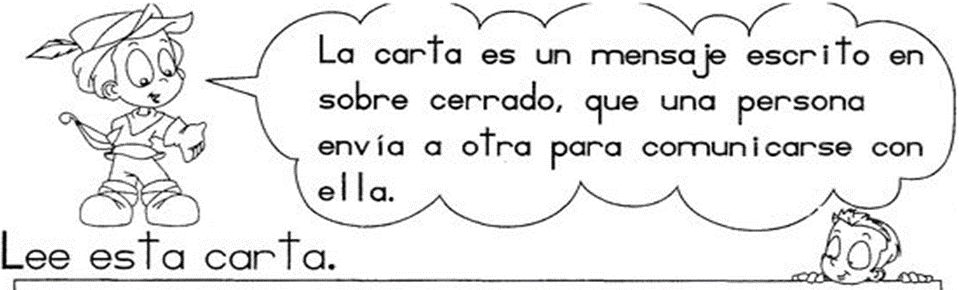 La carta es un mensaje escrito en
sobre cerrado, que una persona
envía a otra para comunicarse con
ella.
Lee esta carta.